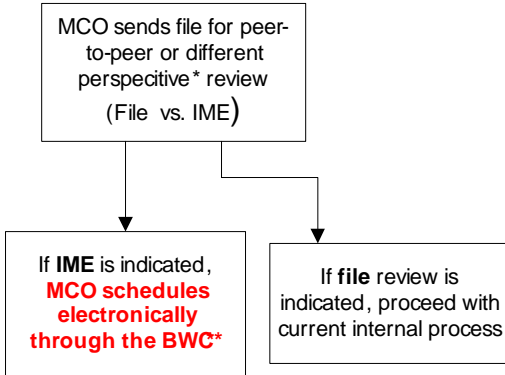 MCO sends file for peer-
to-peer or different
perspecitive* review
(File vs. IME)
If IME is indicated,
MCO schedules
electronically
through the BWC**
If file review is
indicated, proceed with
current internal process